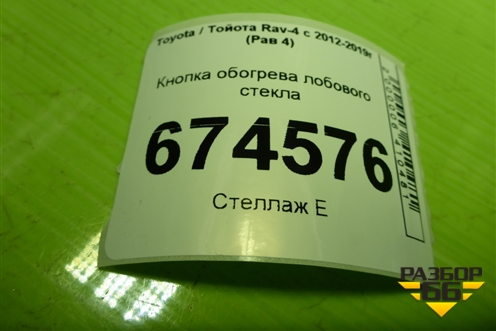 Toyota / Тойота Rav-4 с 2012-2019г
(Рав 4)
Кнопка обогрева лобового
стекла
674576
Стеллаж Е
РАЗБОР
66